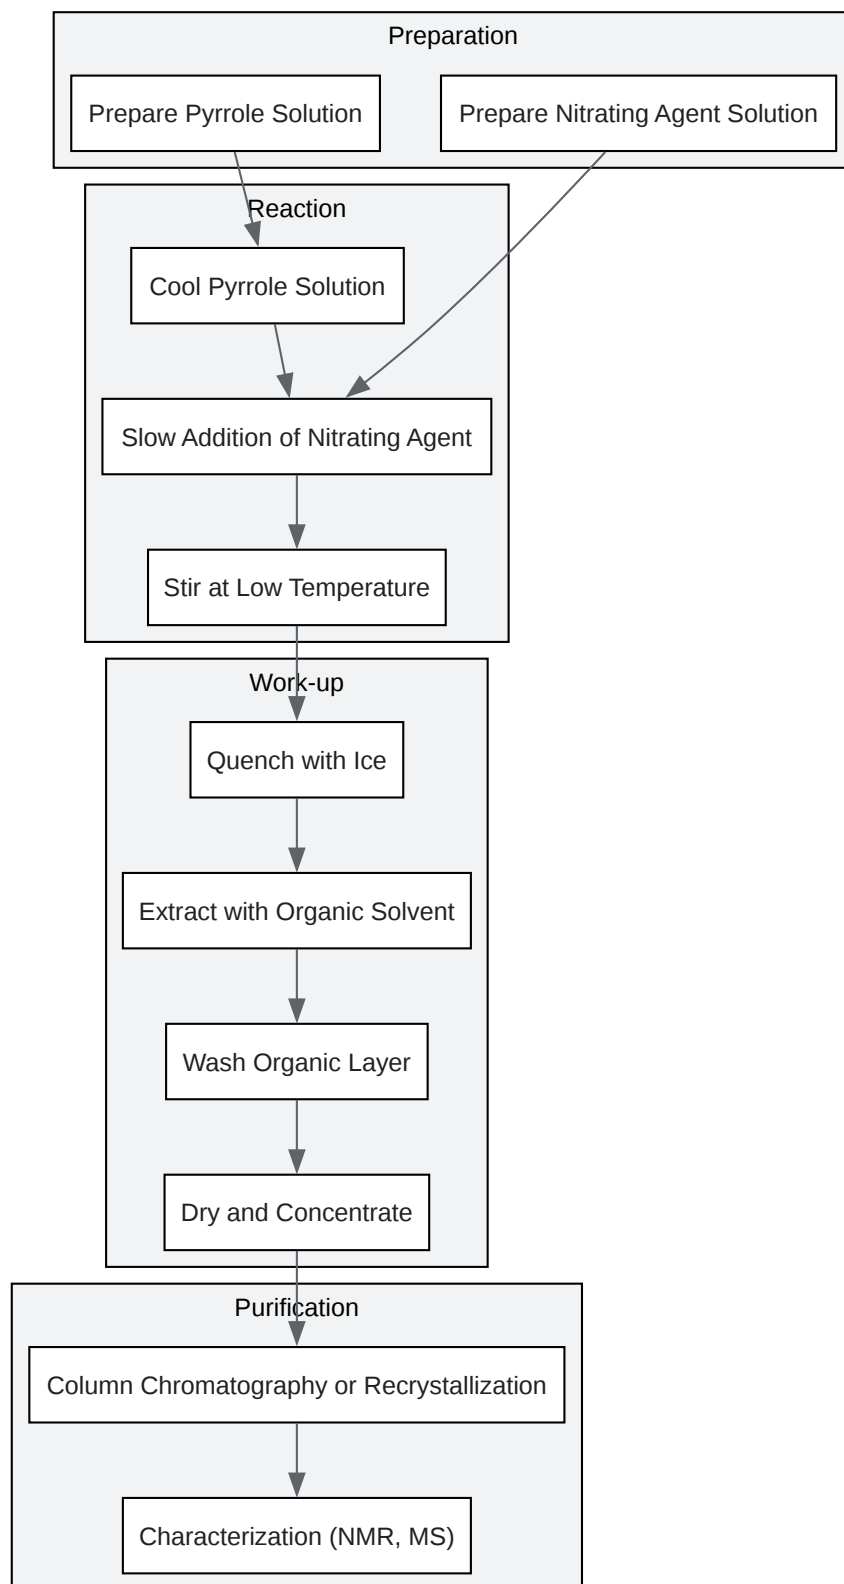 Preparation
Prepare Pyrrole Solution
Prepare Nitrating Agent Solution
Reaction
Cool Pyrrole Solution
Slow Addition of Nitrating Agent
Stir at Low Temperature
Work-up
Quench with Ice
Extract with Organic Solvent
Wash Organic Layer
Dry and Concentrate
Purification
Column Chromatography or Recrystallization
Characterization (NMR, MS)